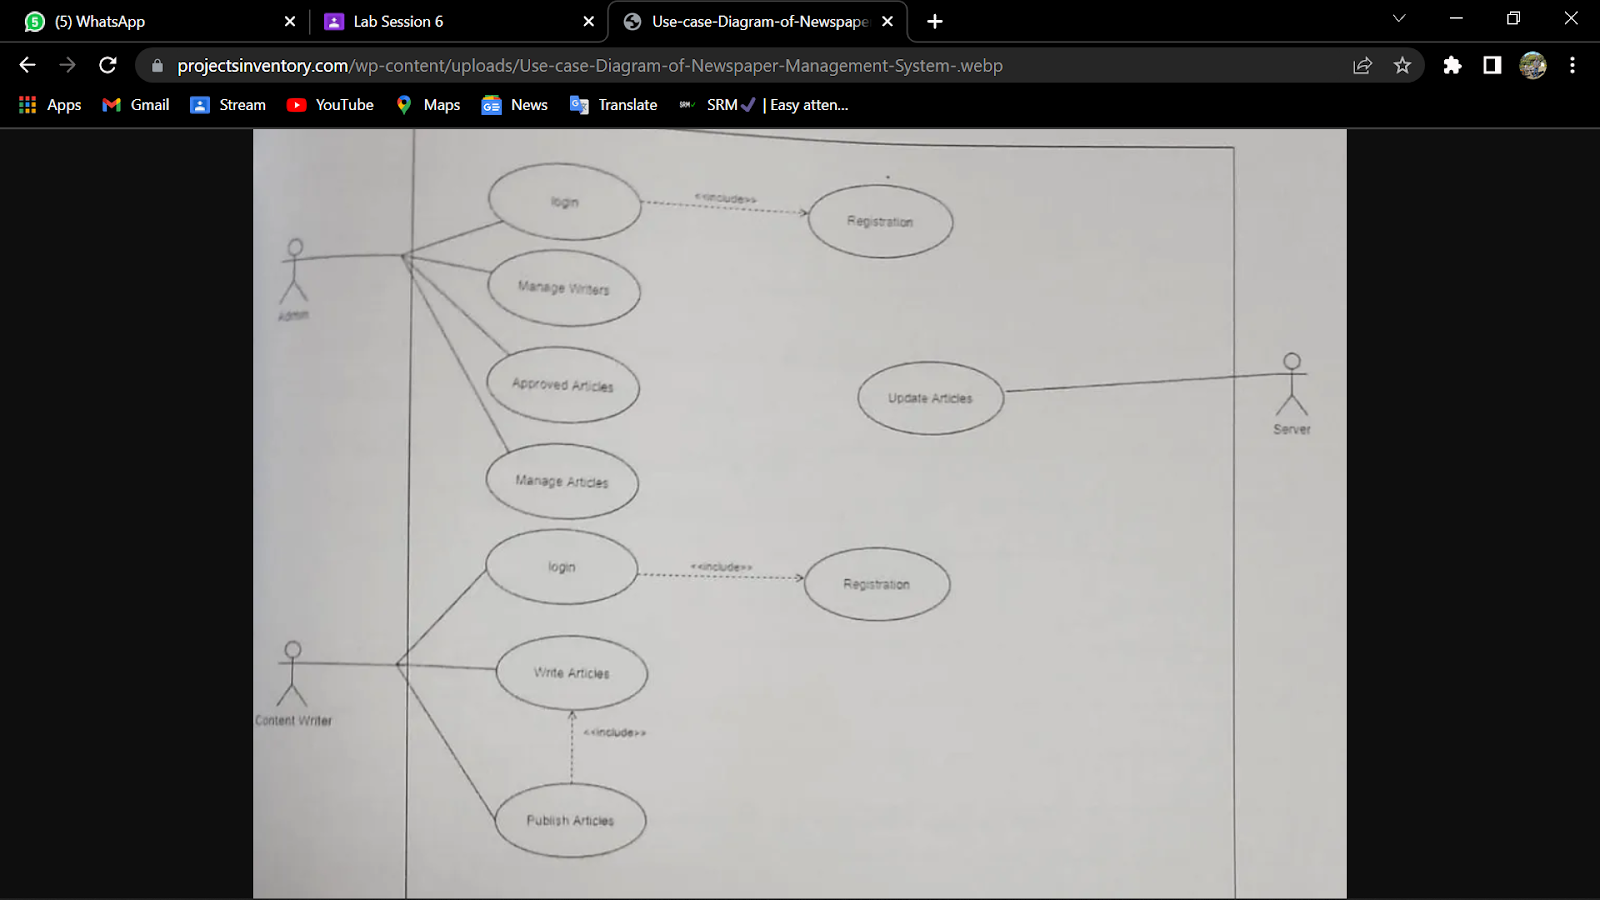 (5) WhatsApp
Lab Session 6
Use-case-Diagram-of-Newspape
projectsinventory.com/wp-content/uploads/Use-case-Diagram-of-Newspaper-Management-System-.webp
Apps
Gmail
Stream
YouTube
Maps
News
Translate
SRM✓ | Easy atten...
login
<<include>>
Registration
Manage Writers
Admin
Approved Articles
Update Articles
Server
Manage Articles
login
<<include>>
Registration
Write Articles
Content Writer
<<include>>
Publish Articles